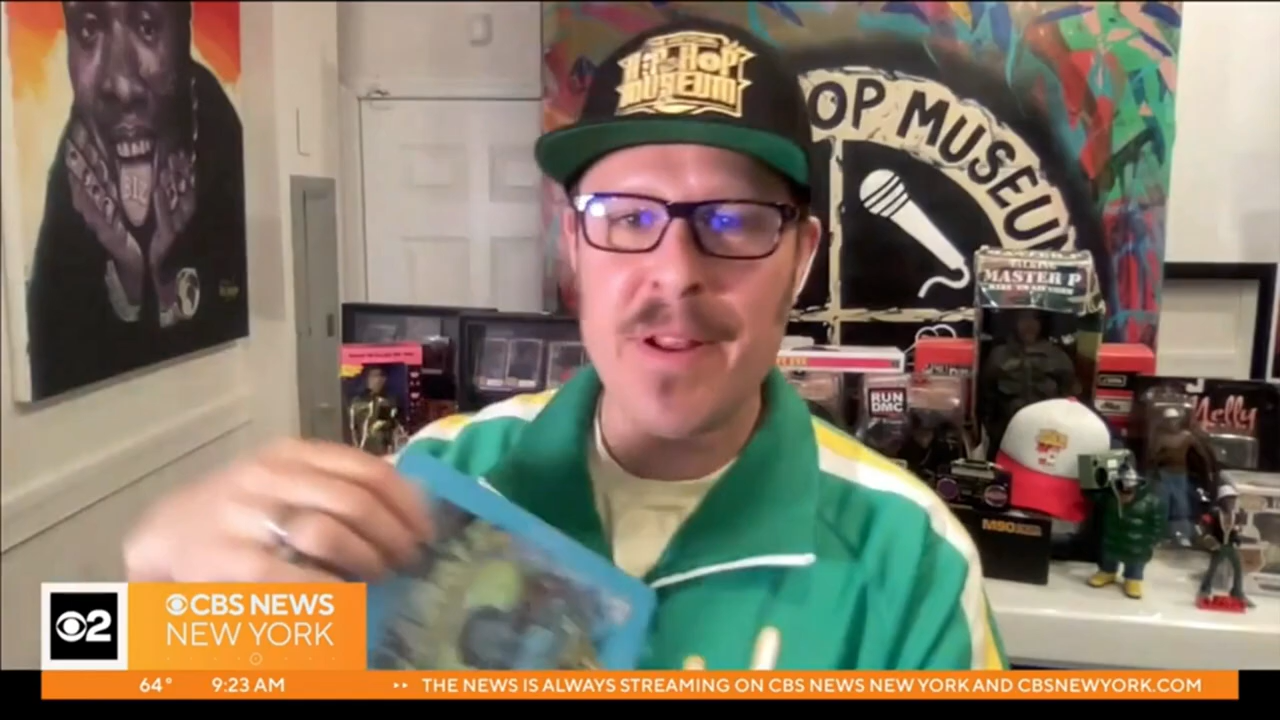 HIP-HOP
MUSEUM
OP MUSEU
MASTER P
RUN
DMC
Nelly
M90
2
CBS NEWS
NEW YORK
64°
9:23 AM
THE NEWS IS ALWAYS STREAMING ON CBS NEWS NEW YORK AND CBSNEWYORK.COM